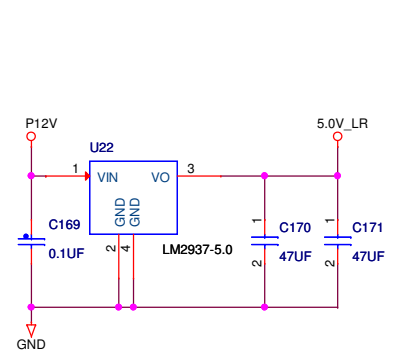 P12V
5.0V_LR
U22
1
VIN
VO
3
GND
GND
C169
0.1UF
2
4
LM2937-5.0
1
C170
2
47UF
1
C171
2
47UF
GND